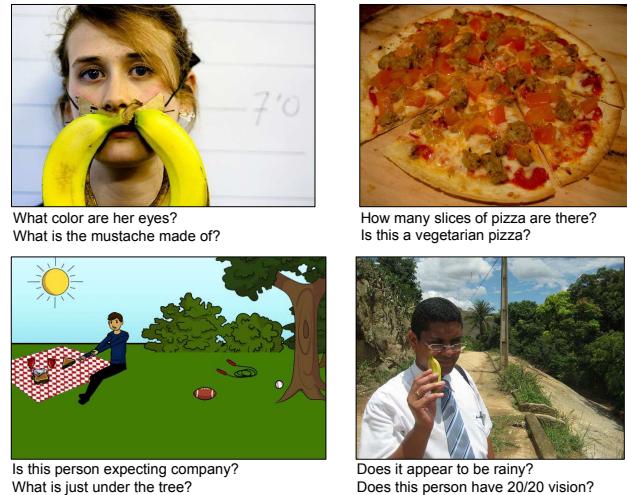 7'0
What color are her eyes?
What is the mustache made of?
How many slices of pizza are there?
Is this a vegetarian pizza?
Is this person expecting company?
What is just under the tree?
Does it appear to be rainy?
Does this person have 20/20 vision?